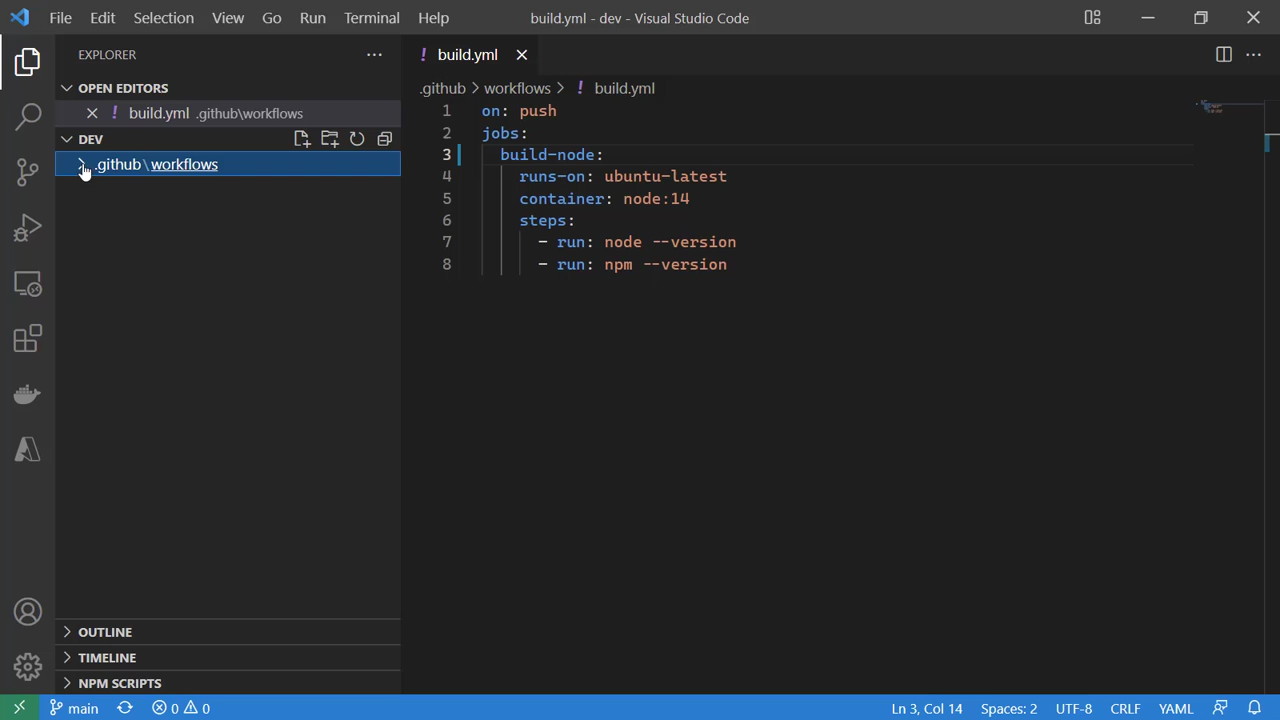 File Edit Selection View Go Run Terminal Help build.yml - dev - Visual Studio Code
EXPLORER
OPEN EDITORS
build.yml .github\workflows
DEV
.github\workflows
OUTLINE
TIMELINE
NPM SCRIPTS
! build.yml
.github > workflows > ! build.yml
1 on: push
2 jobs:
3   build-node:
4     runs-on: ubuntu-latest
5     container: node:14
6     steps:
7       - run: node --version
8       - run: npm --version
main 0 0 Ln 3, Col 14 Spaces: 2 UTF-8 CRLF YAML